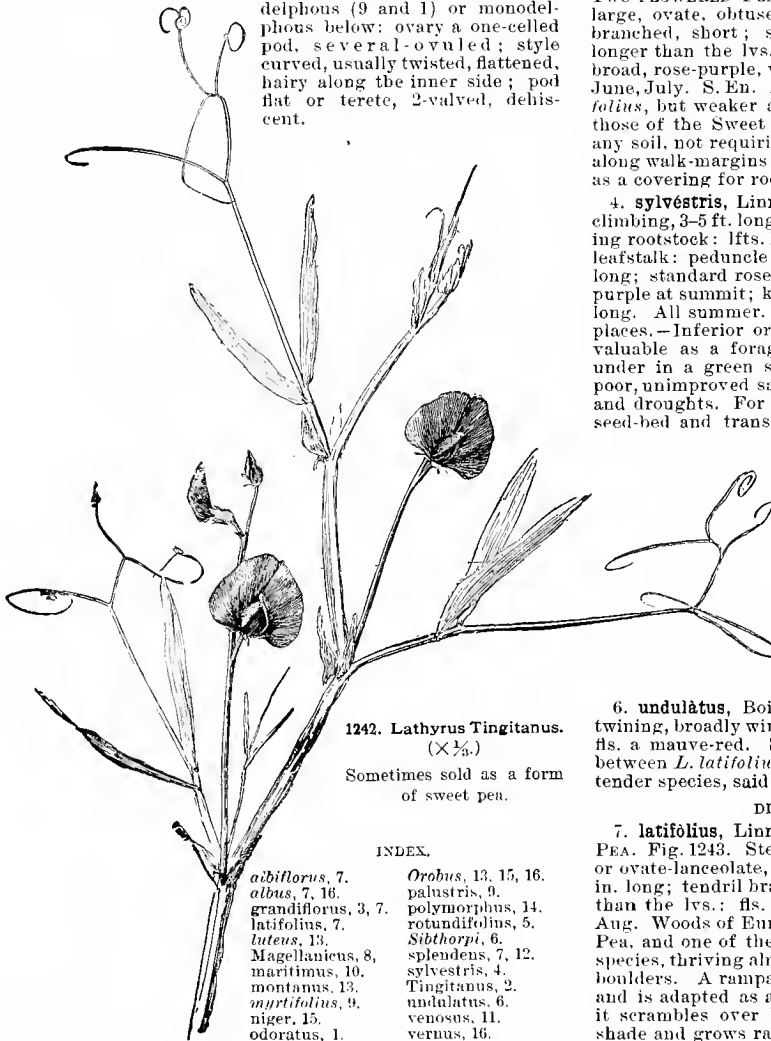 delphous (9 and 1) or monodel-
phous below: ovary a one-celled
pod, several-ovuled; style
curved, usually twisted, flattened,
hairy along the inner side; pod
flat or terete, 2-valved, dehis-
cent.
1242. Lathyrus Tingitanus.
(×⅓.)
Sometimes sold as a form
of sweet pea.
INDEX.
albiflorus, 7.
albus, 7, 16.
grandiflorus, 3, 7.
latifolius, 7.
luteus, 13.
Magellanicus, 8,
maritimus, 10.
montanus, 13.
myrtifolius, 9.
niger, 15.
odoratus, 1.
Orobus, 13, 15, 16.
palustris, 9.
polymorphus, 14.
rotundifolius, 5.
Sibthorpi, 6.
splendens, 7, 12.
sylvestris, 4.
Tingitanus, 2.
undulatus, 6.
venosus, 11.
vernus, 16.
large, ovate, obtuse
branched, short; s
longer than the lvs.
broad, rose-purple,
June, July. S. En.
folius, but weaker a
those of the Sweet
any soil, not requiri
along walk-margins
as a covering for roc
4. sylvéstris, Linn
climbing, 3–5 ft. long
ing rootstock: lfts.
leafstalk: peduncle
long; standard rose
purple at summit; k
long. All summer.
places.—Inferior or
valuable as a forag
under in a green s
poor, unimproved sa
and droughts. For
seed-bed and trans
6. undulàtus, Boi
twining, broadly win
fls. a mauve-red.
between L. latifoliu
tender species, said
DI
7. latifòlius, Linn
PEA. Fig. 1243. Ste
or ovate-lanceolate,
in. long; tendril bra
than the lvs.: fls.
Aug. Woods of Eur
Pea, and one of the
species, thriving alm
boulders. A rampa
and is adapted as a
it scrambles over
shade and grows ra